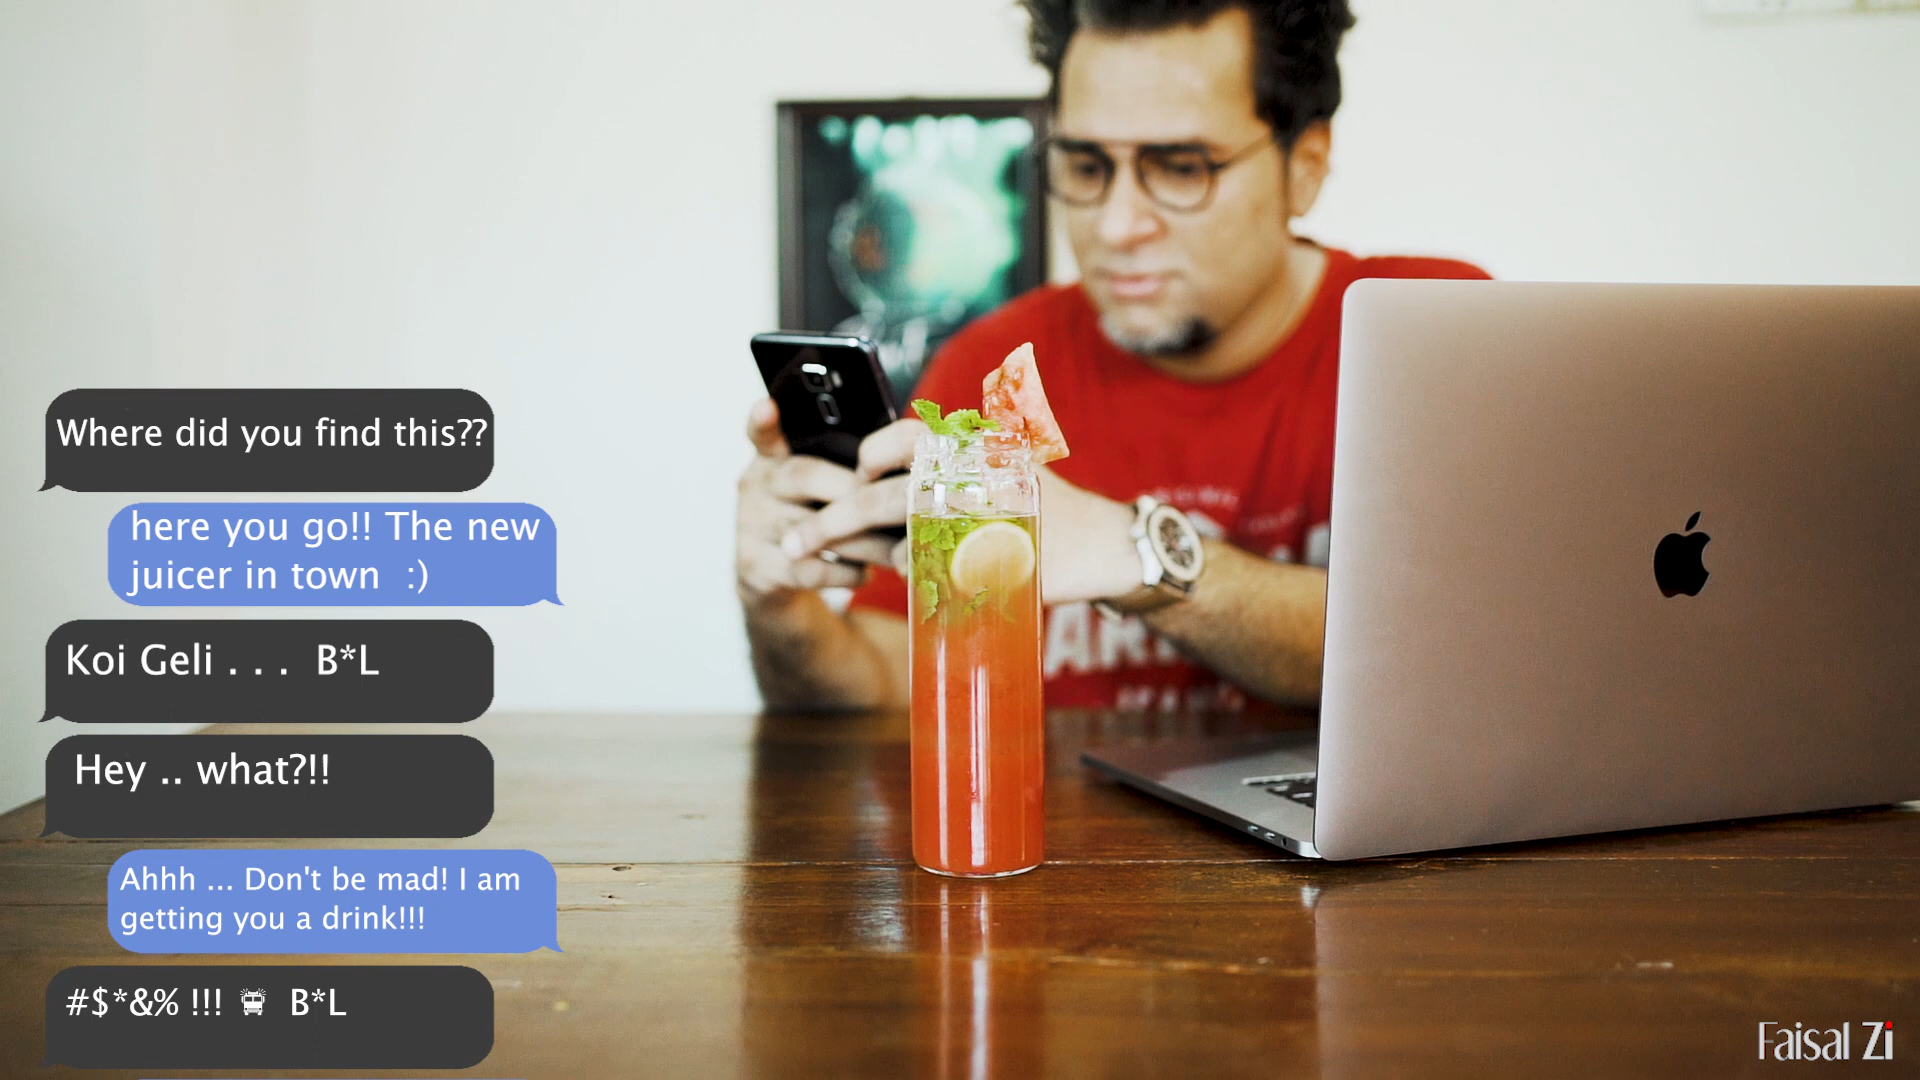 Where did you find this??
here you go!! The new
juicer in town :)
Koi Geli . . . B*L
Hey .. what?!!
Ahhh ... Don't be mad! I am
getting you a drink!!!
#$*&% !!! 🚒 B*L
Faisal Zi